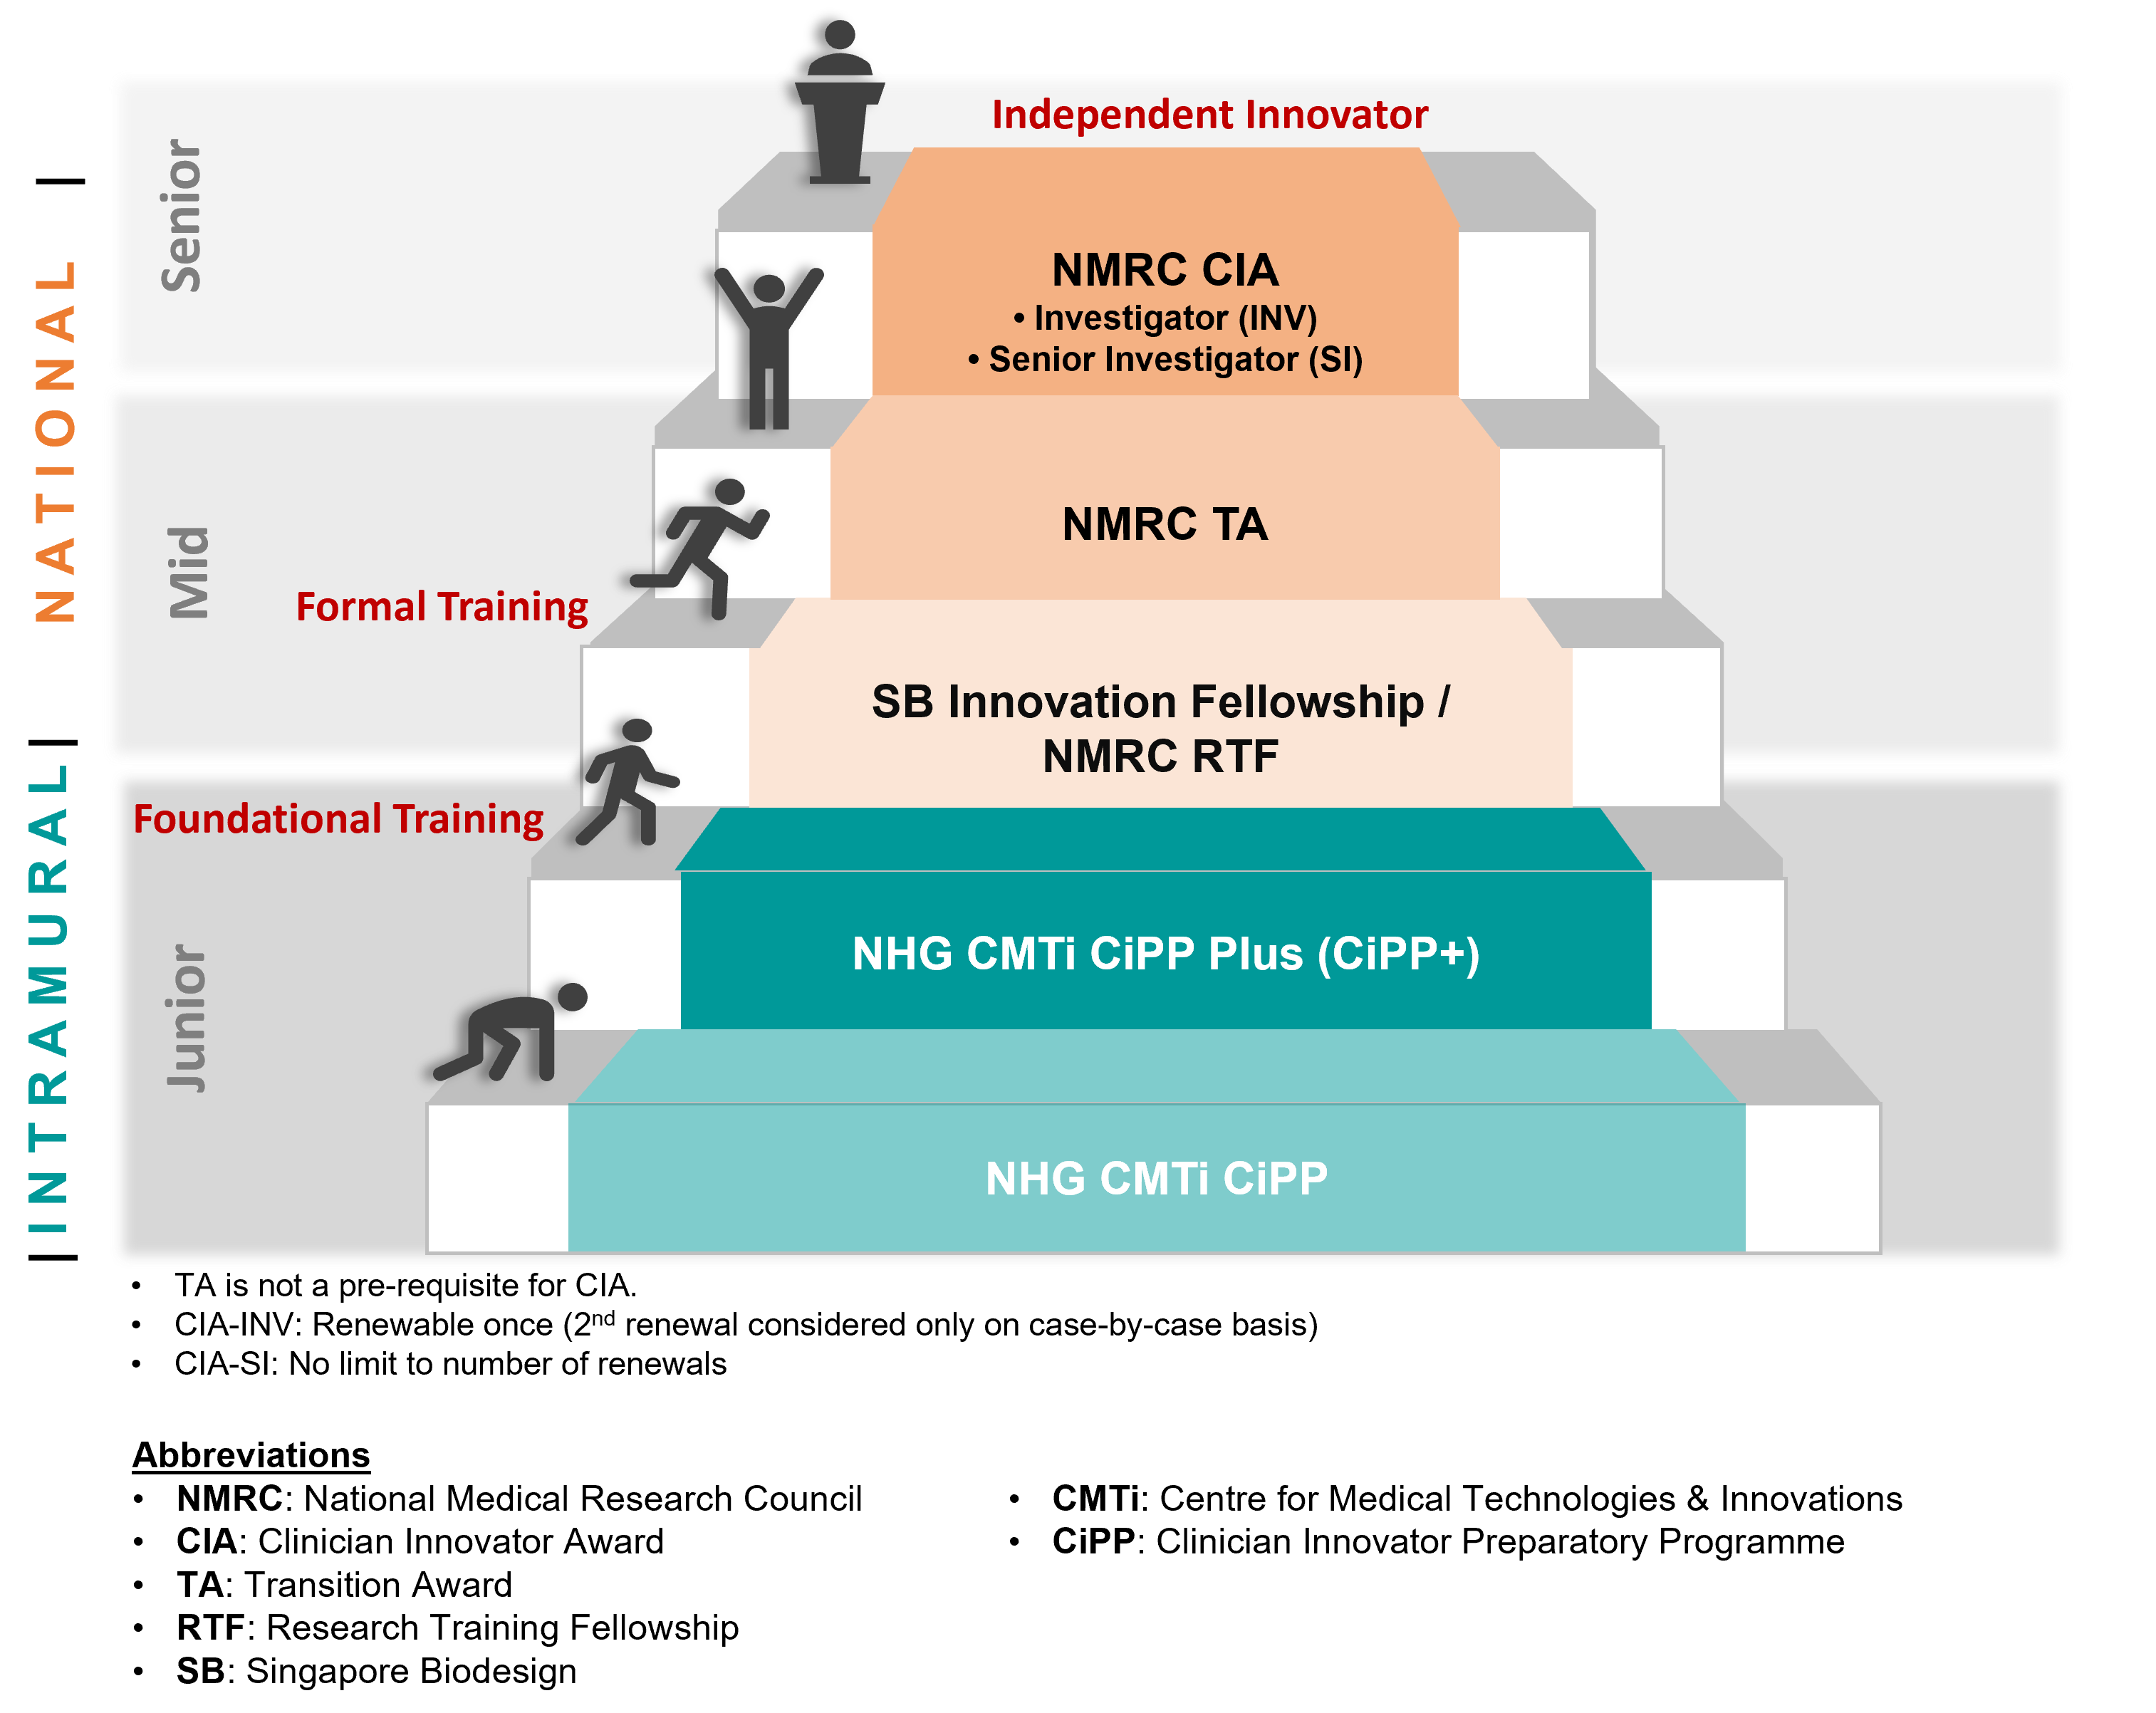 Independent Innovator
Senior
NMRC CIA
• Investigator (INV)
• Senior Investigator (SI)
| NATIONAL |
Mid
NMRC TA
Formal Training
SB Innovation Fellowship /
NMRC RTF
Foundational Training
|INTRAMURAL|
Junior
NHG CMTi CiPP Plus (CiPP+)
NHG CMTi CiPP
• TA is not a pre-requisite for CIA.
• CIA-INV: Renewable once (2nd renewal considered only on case-by-case basis)
• CIA-SI: No limit to number of renewals
Abbreviations
• NMRC: National Medical Research Council
• CIA: Clinician Innovator Award
• TA: Transition Award
• RTF: Research Training Fellowship
• SB: Singapore Biodesign
• CMTi: Centre for Medical Technologies & Innovations
• CiPP: Clinician Innovator Preparatory Programme